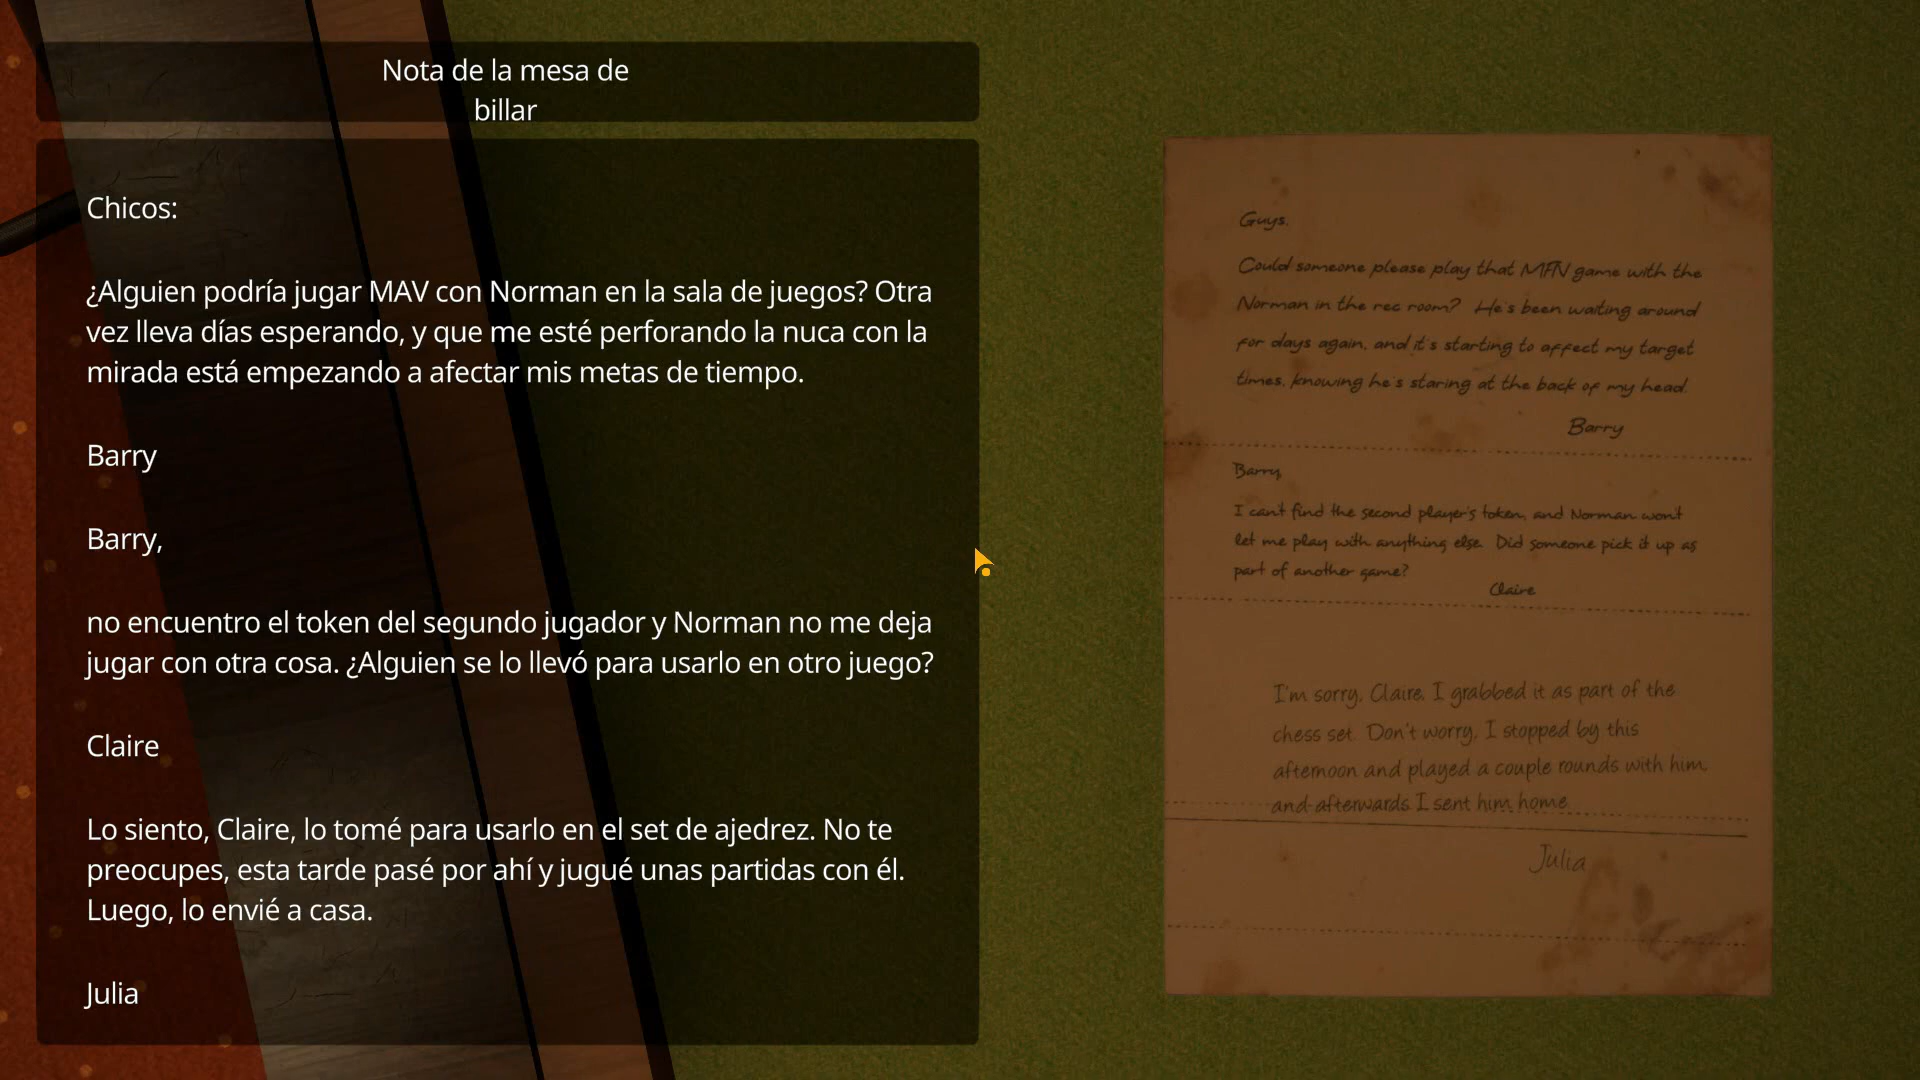 Nota de la mesa de
billar
Chicos:
¿Alguien podría jugar MAV con Norman en la sala de juegos? Otra
vez lleva días esperando, y que me esté perforando la nuca con la
mirada está empezando a afectar mis metas de tiempo.
Barry
Barry,
no encuentro el token del segundo jugador y Norman no me deja
jugar con otra cosa. ¿Alguien se lo llevó para usarlo en otro juego?
Claire
Lo siento, Claire, lo tomé para usarlo en el set de ajedrez. No te
preocupes, esta tarde pasé por ahí y jugué unas partidas con él.
Luego, lo envié a casa.
Julia
Guys,
Could someone please play that MFN game with the
Norman in the rec room? He's been waiting around
for days again, and it's starting to affect my target
times, knowing he's staring at the back of my head.
Barry
Barry,
I can't find the second player's token, and Norman won't
let me play with anything else. Did someone pick it up as
part of another game?
Claire
I'm sorry, Claire, I grabbed it as part of the
chess set. Don't worry, I stopped by this
afternoon and played a couple rounds with him,
and afterwards I sent him home.
Julia